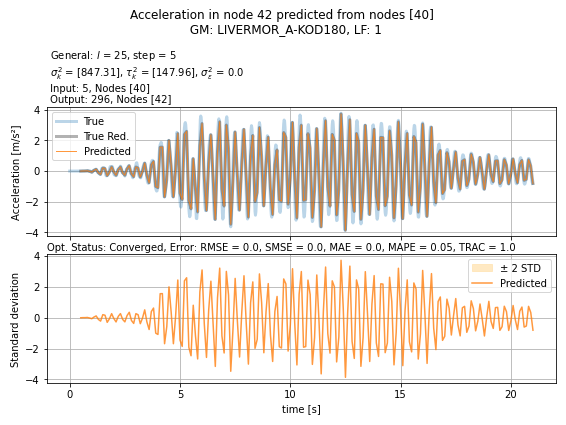 Acceleration in node 42 predicted from nodes [40]
GM: LIVERMOR_A-KOD180, LF: 1
General: l = 25, step = 5
σ²ₖ = [847.31], τ²ₖ = [147.96], σ²ₑ = 0.0
Input: 5, Nodes [40]
Output: 296, Nodes [42]
4
2
0
−2
−4
Acceleration [m/s²]
True
True Red.
Predicted
Opt. Status: Converged, Error: RMSE = 0.0, SMSE = 0.0, MAE = 0.0, MAPE = 0.05, TRAC = 1.0
4
2
0
−2
−4
Standard deviation
± 2 STD
Predicted
0
5
10
15
20
time [s]